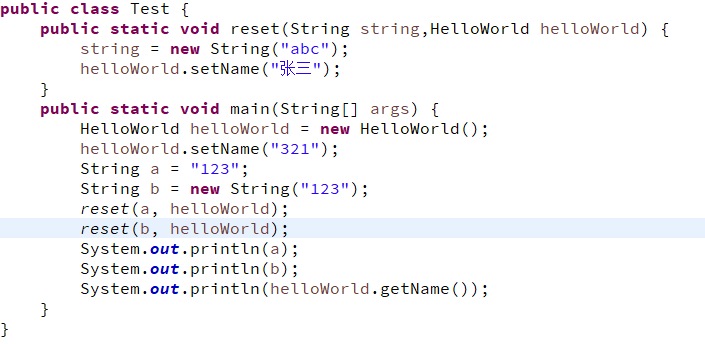 public class Test {
public static void reset(String string,HelloWorld helloWorld) {
string = new String("abc");
helloWorld.setName("张三");
}
public static void main(String[] args) {
HelloWorld helloWorld = new HelloWorld();
helloWorld.setName("321");
String a = "123";
String b = new String("123");
reset(a, helloWorld);
reset(b, helloWorld);
System.out.println(a);
System.out.println(b);
System.out.println(helloWorld.getName());
}
}